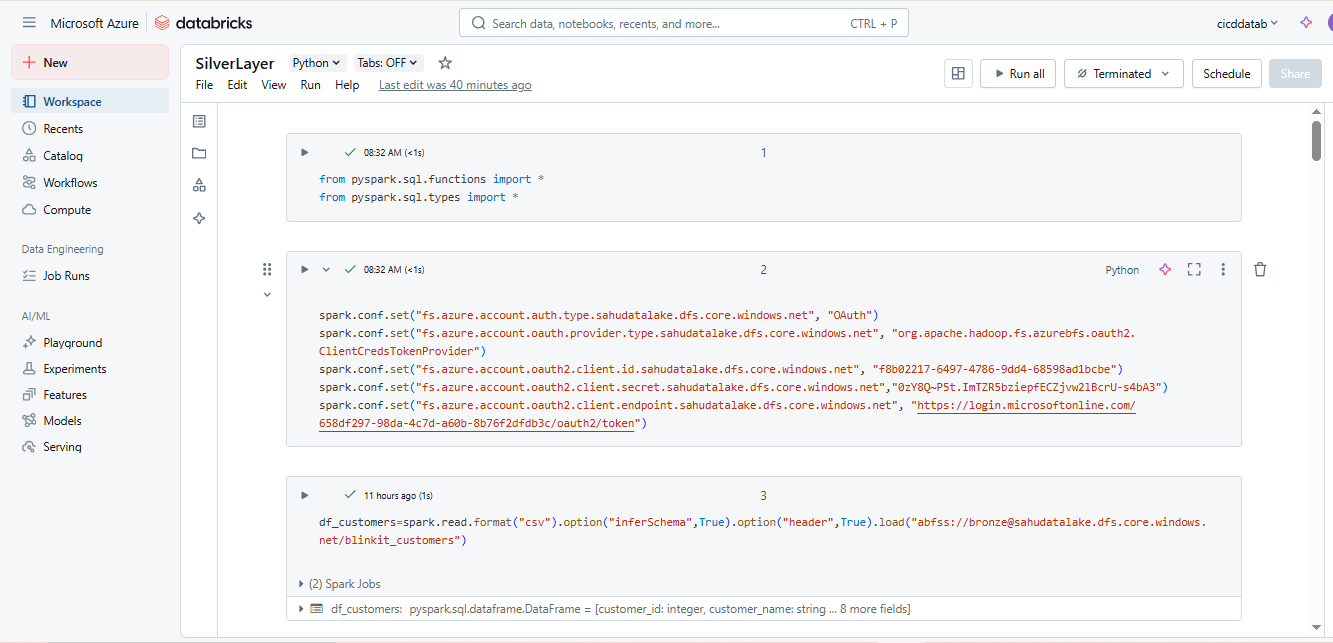 Microsoft Azure
databricks
Search data, notebooks, recents, and more...
CTRL + P
cicddatab
New
Workspace
Recents
Catalog
Workflows
Compute
Data Engineering
Job Runs
AI/ML
Playground
Experiments
Features
Models
Serving
SilverLayer
Python
Tabs: OFF
File Edit View Run Help Last edit was 40 minutes ago
Run all
Terminated
Schedule
Share
08:32 AM (<1s)
1
from pyspark.sql.functions import *
from pyspark.sql.types import *
08:32 AM (<1s)
2
Python
spark.conf.set("fs.azure.account.auth.type.sahudatalake.dfs.core.windows.net", "OAuth")
spark.conf.set("fs.azure.account.oauth.provider.type.sahudatalake.dfs.core.windows.net", "org.apache.hadoop.fs.azurebfs.oauth2.
ClientCredsTokenProvider")
spark.conf.set("fs.azure.account.oauth2.client.id.sahudatalake.dfs.core.windows.net", "f8b02217-6497-4786-9dd4-68598ad1bcbe")
spark.conf.set("fs.azure.account.oauth2.client.secret.sahudatalake.dfs.core.windows.net","0zY8Q~P5t.ImTZR5bziepfECZjvw2lBcrU-s4bA3")
spark.conf.set("fs.azure.account.oauth2.client.endpoint.sahudatalake.dfs.core.windows.net", "https://login.microsoftonline.com/
658df297-98da-4c7d-a60b-8b76f2dfdb3c/oauth2/token")
11 hours ago (1s)
3
df_customers=spark.read.format("csv").option("inferSchema",True).option("header",True).load("abfss://bronze@sahudatalake.dfs.core.windows.
net/blinkit_customers")
(2) Spark Jobs
df_customers: pyspark.sql.dataframe.DataFrame = [customer_id: integer, customer_name: string ... 8 more fields]